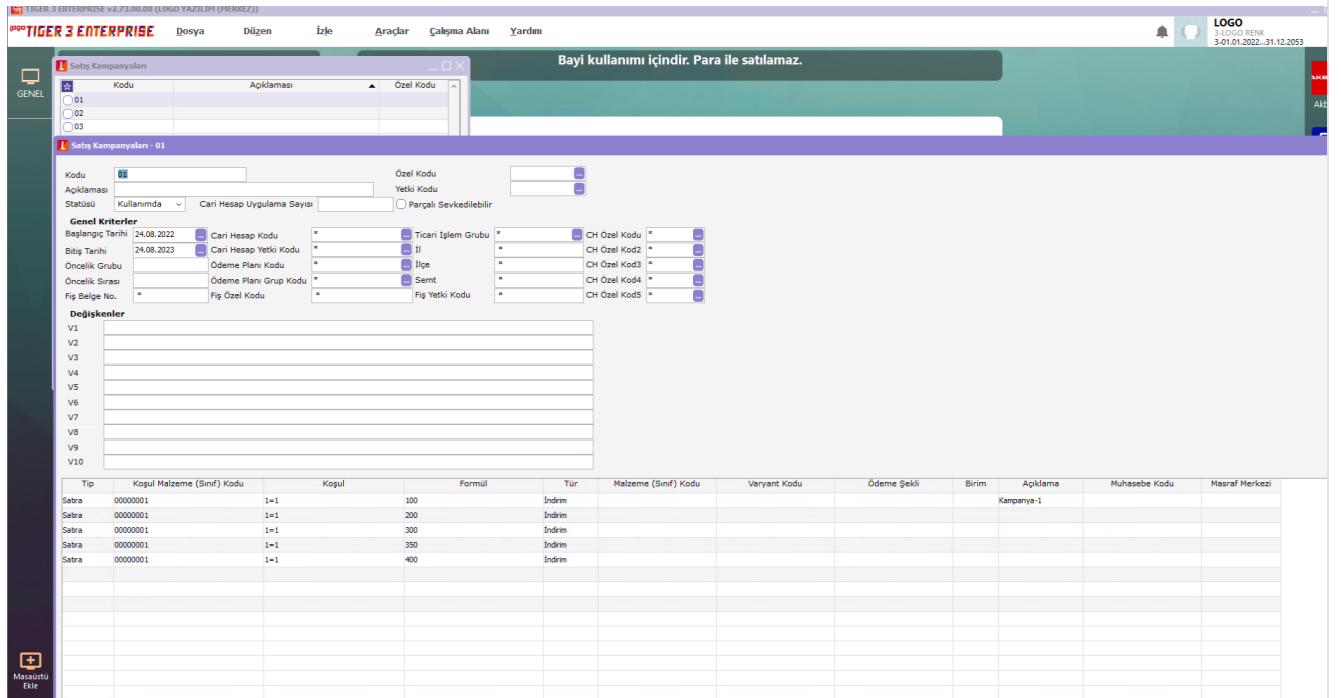 TIGER 3 ENTERPRISE v2.73.00.00 (LOGO YAZILIM (MERKEZ))
LOGO TIGER 3 ENTERPRISE Dosya Düzen İzle Araçlar Çalışma Alanı Yardım
LOGO
3-LOGO RENK
3-01.01.2022...31.12.2053
Bayi kullanımı içindir. Para ile satılamaz.
GENEL
Satış Kampanyaları
Kodu Açıklaması Özel Kodu
01
02
03
Satış Kampanyaları - 01
Kodu 01 Özel Kodu ...
Açıklaması Yetki Kodu ...
Statüsü Kullanımda Cari Hesap Uygulama Sayısı Parçalı Sevkedilebilir
Genel Kriterler
Başlangıç Tarihi 24.08.2022 ... Cari Hesap Kodu * ... Ticari İşlem Grubu * ... CH Özel Kodu * ...
Bitiş Tarihi 24.08.2023 ... Cari Hesap Yetki Kodu * ... İl * CH Özel Kod2 * ...
Öncelik Grubu Ödeme Planı Kodu * ... İlçe * CH Özel Kod3 * ...
Öncelik Sırası Ödeme Planı Grup Kodu * ... Semt * CH Özel Kod4 * ...
Fiş Belge No. * Fiş Özel Kodu * Fiş Yetki Kodu * CH Özel Kod5 * ...
Değişkenler
V1
V2
V3
V4
V5
V6
V7
V8
V9
V10
Tip Koşul Malzeme (Sınıf) Kodu Koşul Formül Tür Malzeme (Sınıf) Kodu Varyant Kodu Ödeme Şekli Birim Açıklama Muhasebe Kodu Masraf Merkezi
Satra 00000001 1=1 100 İndirim Kampanya-1
Satra 00000001 1=1 200 İndirim
Satra 00000001 1=1 300 İndirim
Satra 00000001 1=1 350 İndirim
Satra 00000001 1=1 400 İndirim
Masaüstü
Ekle